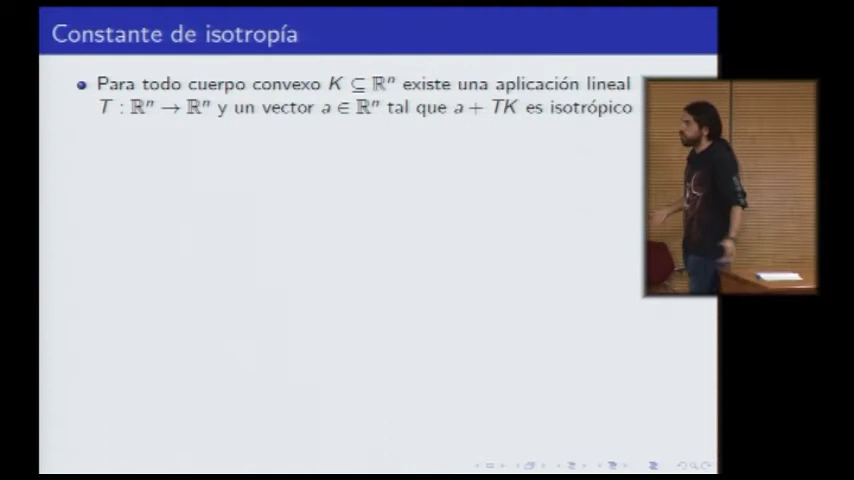 Constante de isotropía
Para todo cuerpo convexo K ⊆ ℝⁿ existe una aplicación lineal
T : ℝⁿ → ℝⁿ y un vector a ∈ ℝⁿ tal que a + TK es isotrópico